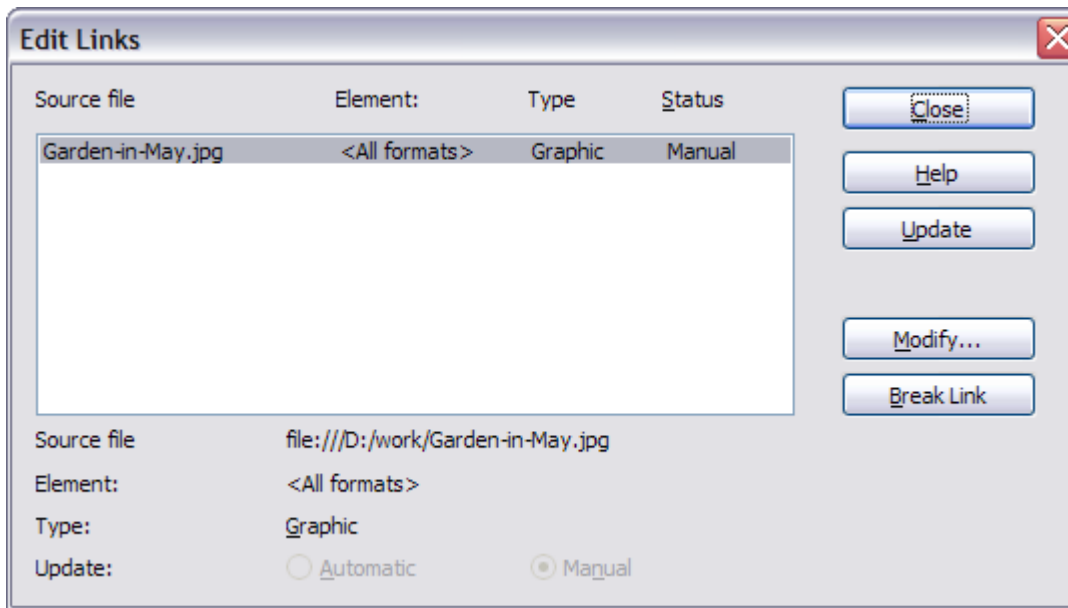 Edit Links
Source file Element: Type Status
Close
Garden-in-May.jpg <All formats> Graphic Manual
Help
Update
Modify...
Break Link
Source file file:///D:/work/Garden-in-May.jpg
Element: <All formats>
Type: Graphic
Update: Automatic Manual